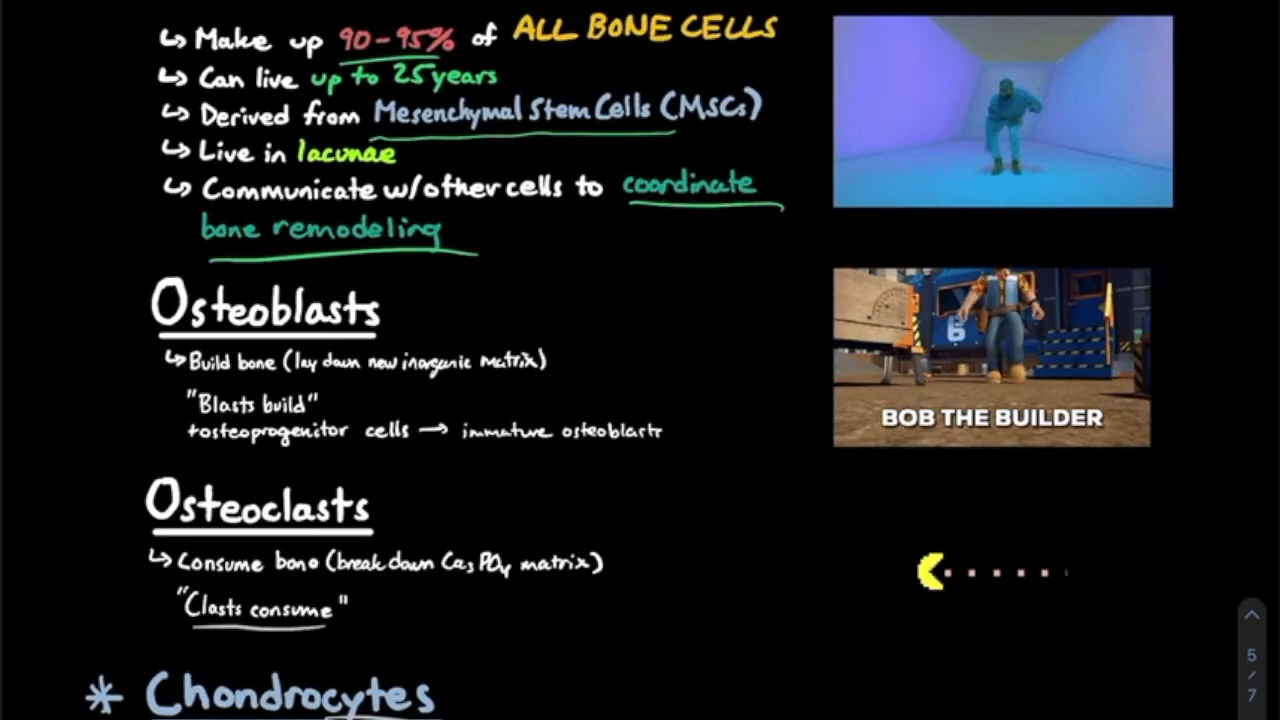 ↳ Make up 90-95% of ALL BONE CELLS
↳ Can live up to 25 years
↳ Derived from Mesenchymal Stem Cells (MSCs)
↳ Live in lacunae
↳ Communicate w/other cells to coordinate
bone remodeling
Osteoblasts
↳ Build bone (lay down new inorganic matrix)
"Blasts build"
+osteoprogenitor cells → immature osteoblasts
BOB THE BUILDER
Osteoclasts
↳ Consume bone (break down Ca, PO4 matrix)
"Clasts consume"
* Chondrocytes
5
/
7